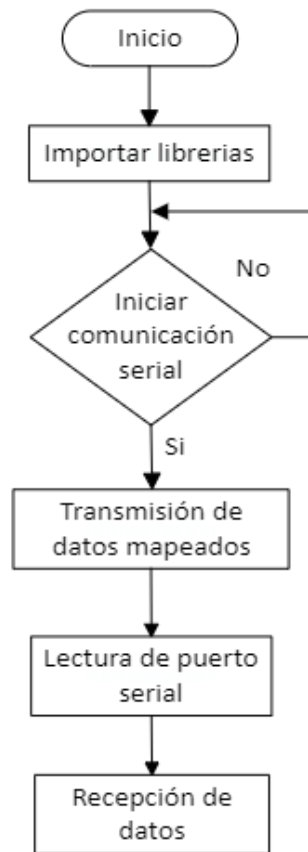 Inicio
Importar librerias
No
Iniciar
comunicación
serial
Si
Transmisión de
datos mapeados
Lectura de puerto
serial
Recepción de
datos